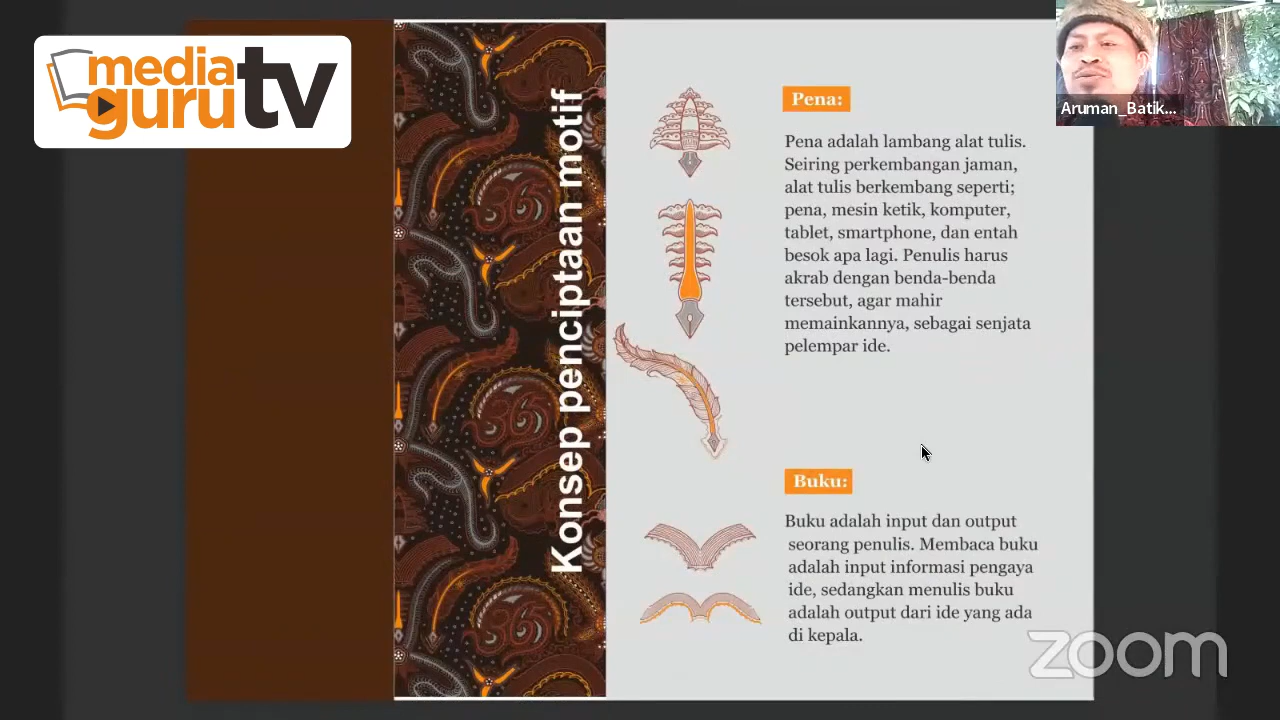 media
guru
tv
Konsep penciptaan motif
Pena:
Pena adalah lambang alat tulis.
Seiring perkembangan jaman,
alat tulis berkembang seperti;
pena, mesin ketik, komputer,
tablet, smartphone, dan entah
besok apa lagi. Penulis harus
akrab dengan benda-benda
tersebut, agar mahir
memainkannya, sebagai senjata
pelempar ide.
Buku:
Buku adalah input dan output
seorang penulis. Membaca buku
adalah input informasi pengaya
ide, sedangkan menulis buku
adalah output dari ide yang ada
di kepala.
365
365
365
Aruman_Batik...
zoom